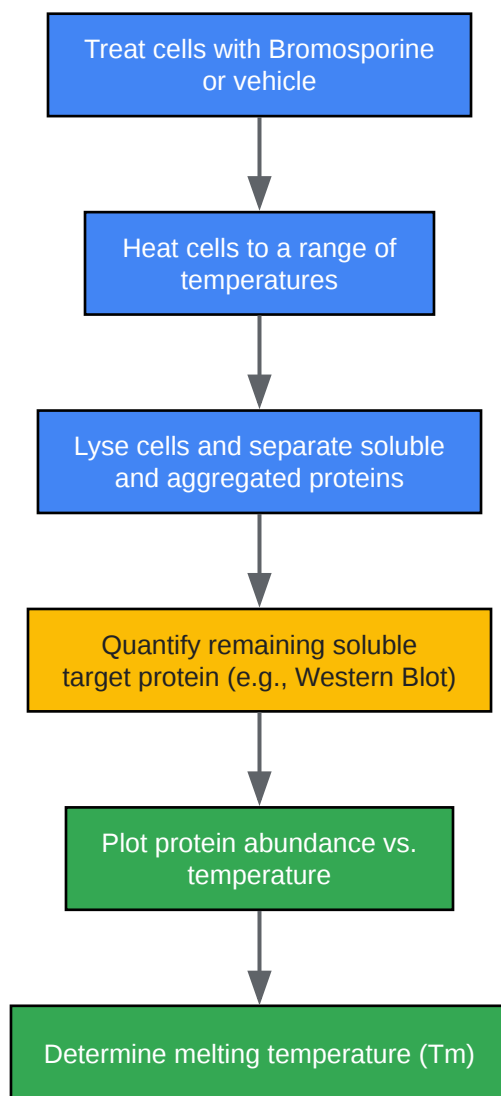 Treat cells with Bromosporine
or vehicle
Heat cells to a range of
temperatures
Lyse cells and separate soluble
and aggregated proteins
Quantify remaining soluble
target protein (e.g., Western Blot)
Plot protein abundance vs.
temperature
Determine melting temperature (Tm)